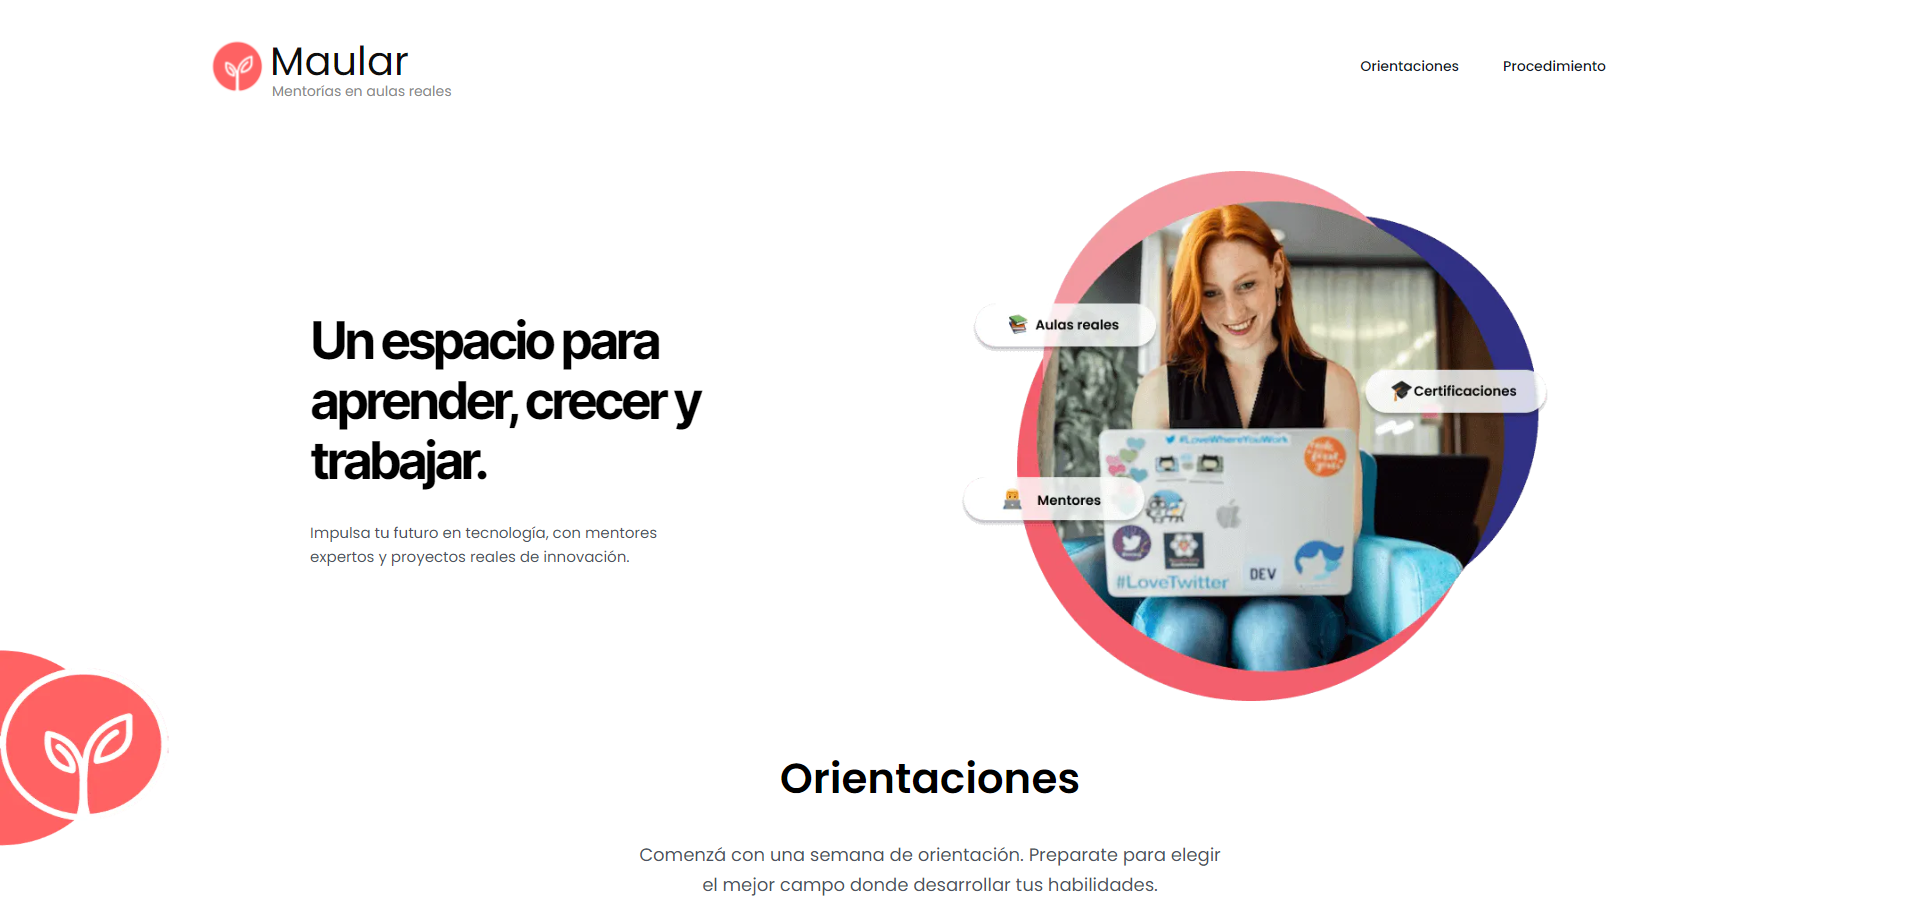 Maular
Mentorías en aulas reales
Orientaciones
Procedimiento
Un espacio para
aprender, crecer y
trabajar.
Impulsa tu futuro en tecnología, con mentores
expertos y proyectos reales de innovación.
Aulas reales
Certificaciones
Mentores
#LoveWhereYouWork
#LoveTwitter
DEV
Orientaciones
Comenzá con una semana de orientación. Preparate para elegir
el mejor campo donde desarrollar tus habilidades.